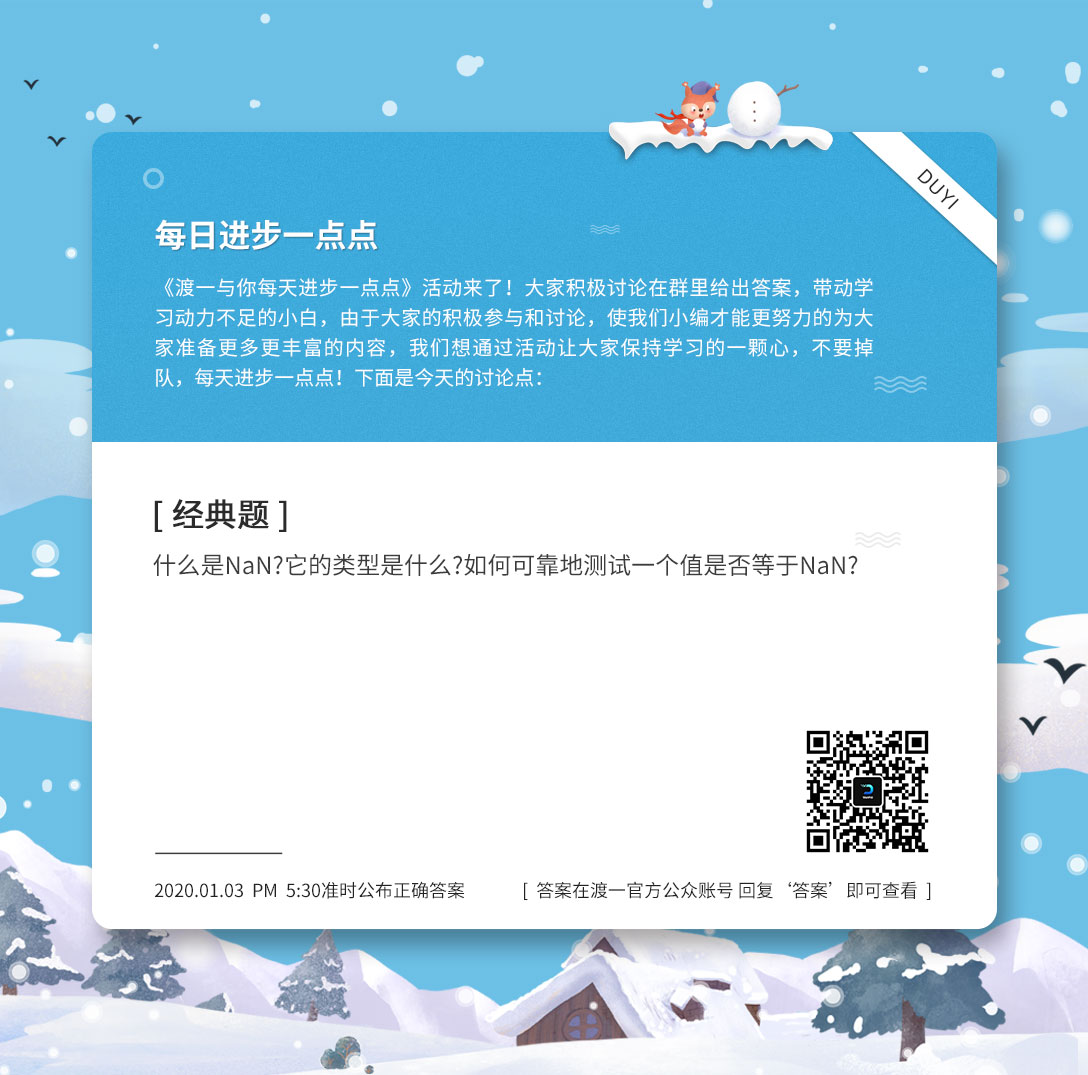 DUYI
每日进步一点点
《渡一与你每天进步一点点》活动来了！大家积极讨论在群里给出答案，带动学
习动力不足的小白，由于大家的积极参与和讨论，使我们小编才能更努力的为大
家准备更多更丰富的内容，我们想通过活动让大家保持学习的一颗心，不要掉
队，每天进步一点点！下面是今天的讨论点：
[ 经典题 ]
什么是NaN?它的类型是什么?如何可靠地测试一个值是否等于NaN?
2020.01.03 PM 5:30准时公布正确答案
[ 答案在渡一官方公众账号 回复‘答案’即可查看 ]